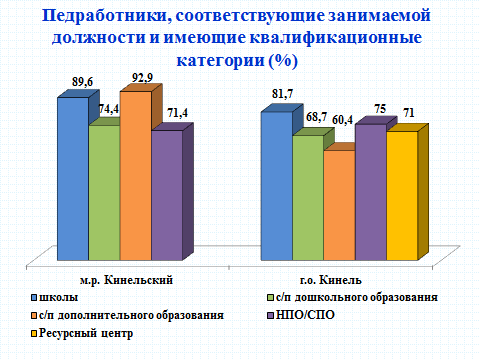 Педработники, соответствующие занимаемой
должности и имеющие квалификационные
категории (%)
89,6
74,4
92,9
71,4
81,7
68,7
60,4
75
71
м.р. Кинельский
г.о. Кинель
школы
с/п дошкольного образования
с/п дополнительного образования
НПО/СПО
Ресурсный центр